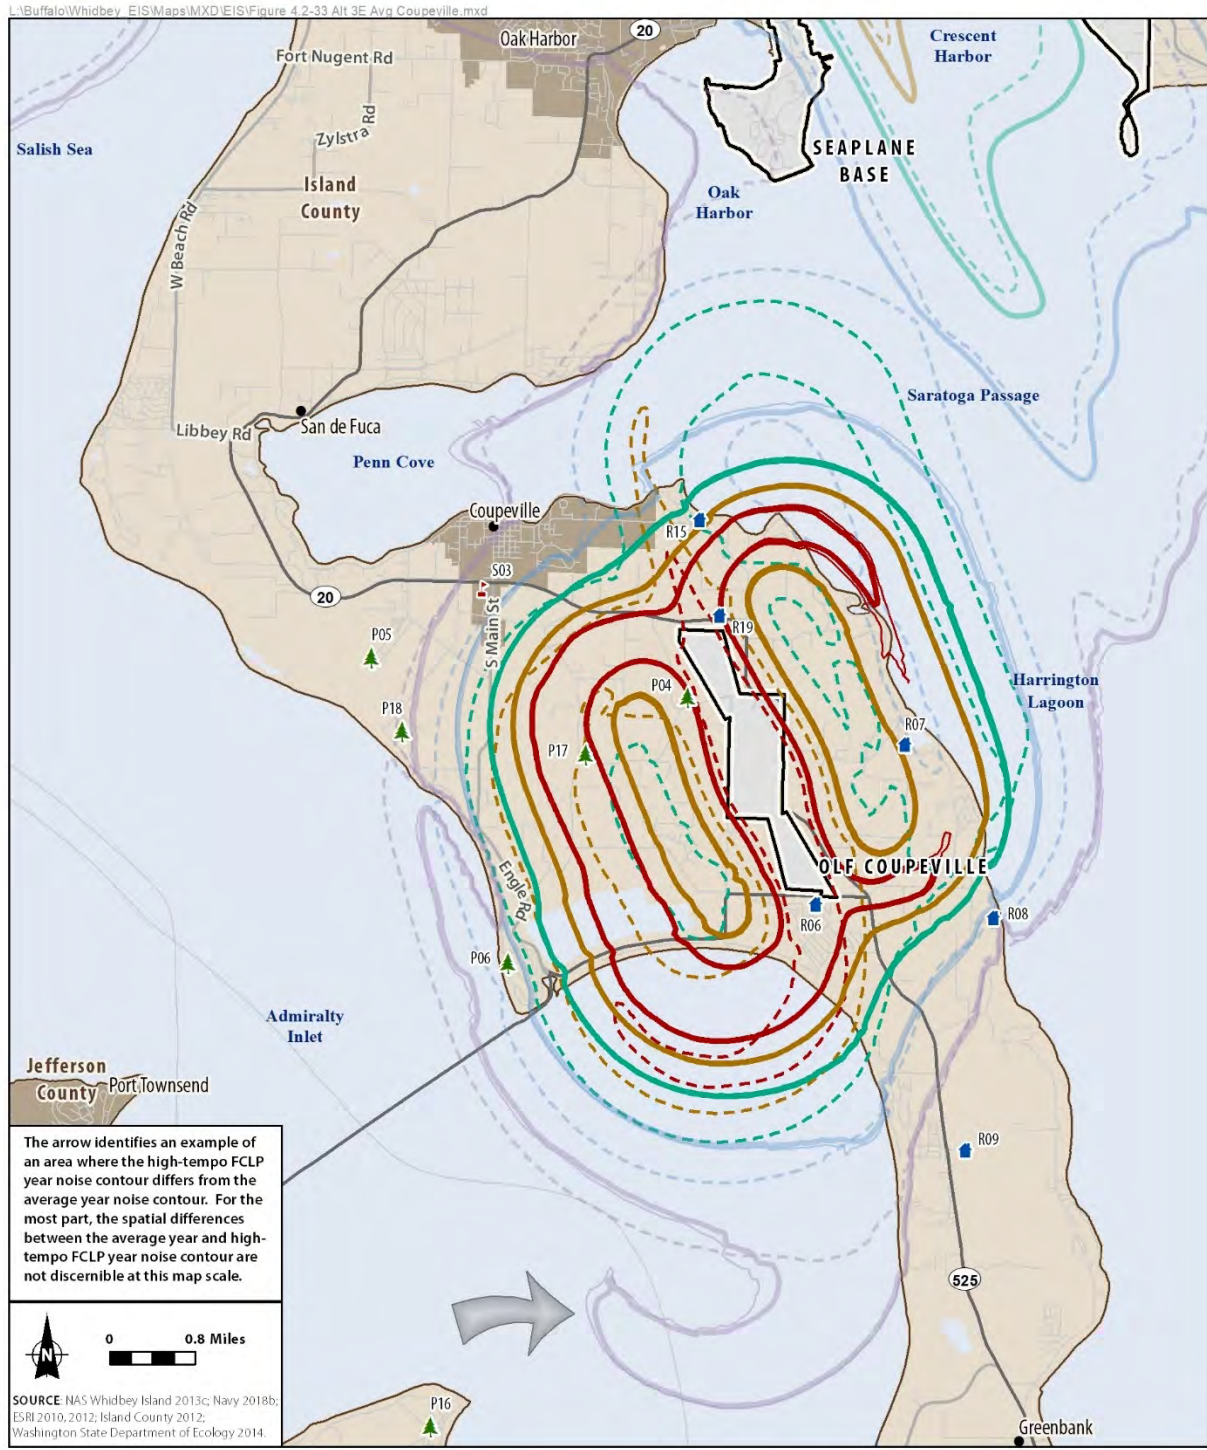 L:\Buffalo\Whidbey_EIS\Maps\MXD\EIS\Figure 4.2-33 Alt 3E Avg Coupeville.mxd
Oak Harbor
20
Crescent
Harbor
Fort Nugent Rd
Zylstra Rd
Salish Sea
SEAPLANE
BASE
Island
County
Oak
Harbor
W Beach Rd
Saratoga Passage
San de Fuca
Libbey Rd
Penn Cove
Coupeville
R15
S03
20
S Main St
R19
P05
P04
Harrington
Lagoon
P18
R07
P17
OLF COUPEVILLE
Engle Rd
R06
R08
P06
Admiralty
Inlet
Jefferson
County
Port Townsend
The arrow identifies an example of
an area where the high-tempo FCLP
year noise contour differs from the
average year noise contour. For the
most part, the spatial differences
between the average year and high-
tempo FCLP year noise contour are
not discernible at this map scale.
R09
525
0 0.8 Miles
N
SOURCE: NAS Whidbey Island 2013c; Navy 2018b;
ESRI 2010, 2012; Island County 2012;
Washington State Department of Ecology 2014.
P16
Greenbank